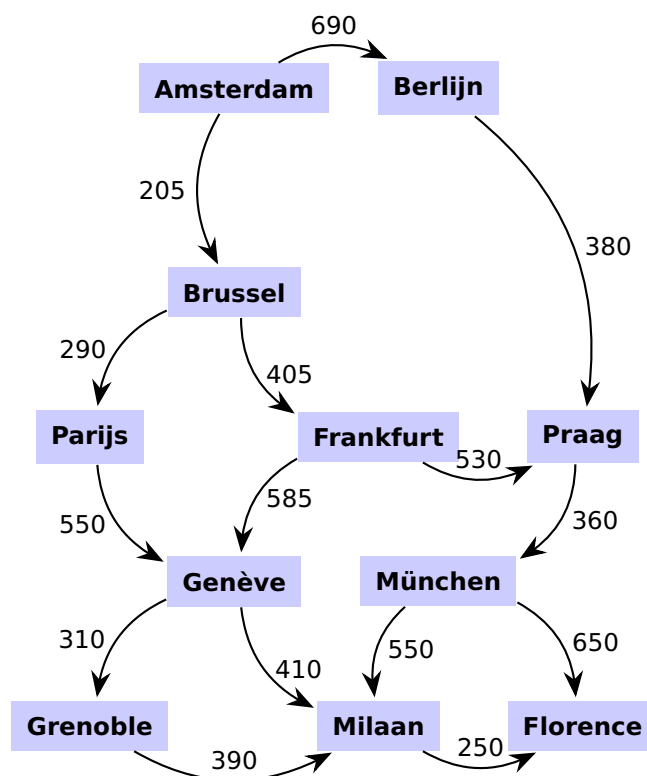 690
Amsterdam
Berlijn
205
380
Brussel
290
405
Parijs
Frankfurt
Praag
530
550
585
360
Genève
München
310
410
550
650
Grenoble
Milaan
Florence
390
250